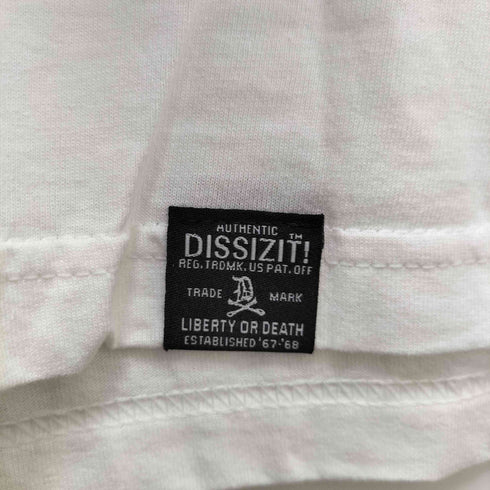 AUTHENTIC
DISSIZIT!™
REG.TRDMK.US PAT.OFF
TRADE D MARK
LIBERTY OR DEATH
ESTABLISHED '67-'68